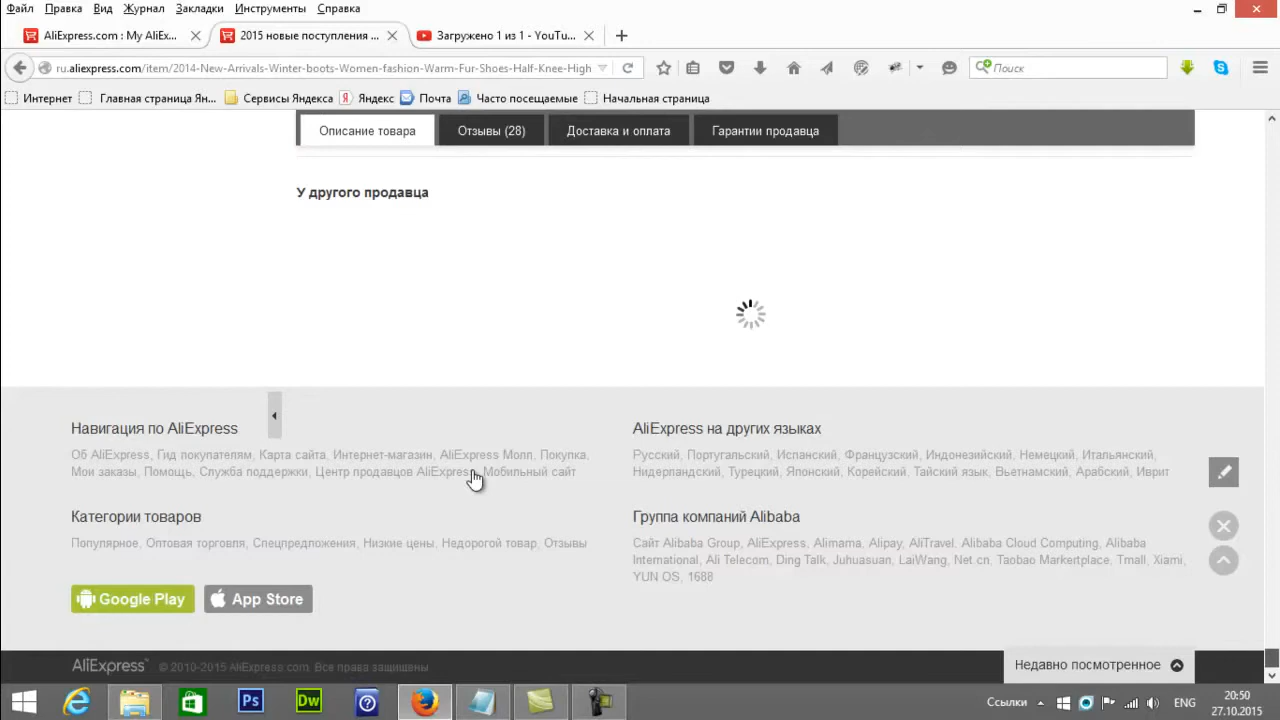 Файл Правка Вид Журнал Закладки Инструменты Справка
AliExpress.com : My AliEx... 2015 новые поступления ... Загружено 1 из 1 - YouTu...
ru.aliexpress.com/item/2014-New-Arrivals-Winter-boots-Women-fashion-Warm-Fur-Shoes-Half-Knee-High Поиск
Интернет Главная страница Ян... Сервисы Яндекса Яндекс Почта Часто посещаемые Начальная страница
Описание товара Отзывы (28) Доставка и оплата Гарантии продавца
У другого продавца
Навигация по AliExpress
Об AliExpress, Гид покупателя, Карта сайта, Интернет-магазин, AliExpress Молл, Покупка,
Мои заказы, Помощь, Служба поддержки, Центр продавцов AliExpress, Мобильный сайт
AliExpress на других языках
Русский, Португальский, Испанский, Французский, Индонезийский, Немецкий, Итальянский,
Нидерландский, Турецкий, Японский, Корейский, Тайский язык, Вьетнамский, Арабский, Иврит
Категории товаров
Популярное, Оптовая торговля, Спецпредложения, Низкие цены, Недорогой товар, Отзывы
Группа компаний Alibaba
Сайт Alibaba Group, AliExpress, Alimama, Alipay, AliTravel, Alibaba Cloud Computing, Alibaba
International, Ali Telecom, Ding Talk, Juhuasuan, LaiWang, Net.cn, Taobao Marketplace, Tmall, Xiami,
YUN OS, 1688
Google Play App Store
AliExpress © 2010-2015 AliExpress.com. Все права защищены
Недавно посмотренное
Ps Dw Ссылки ENG 20:50
27.10.2015